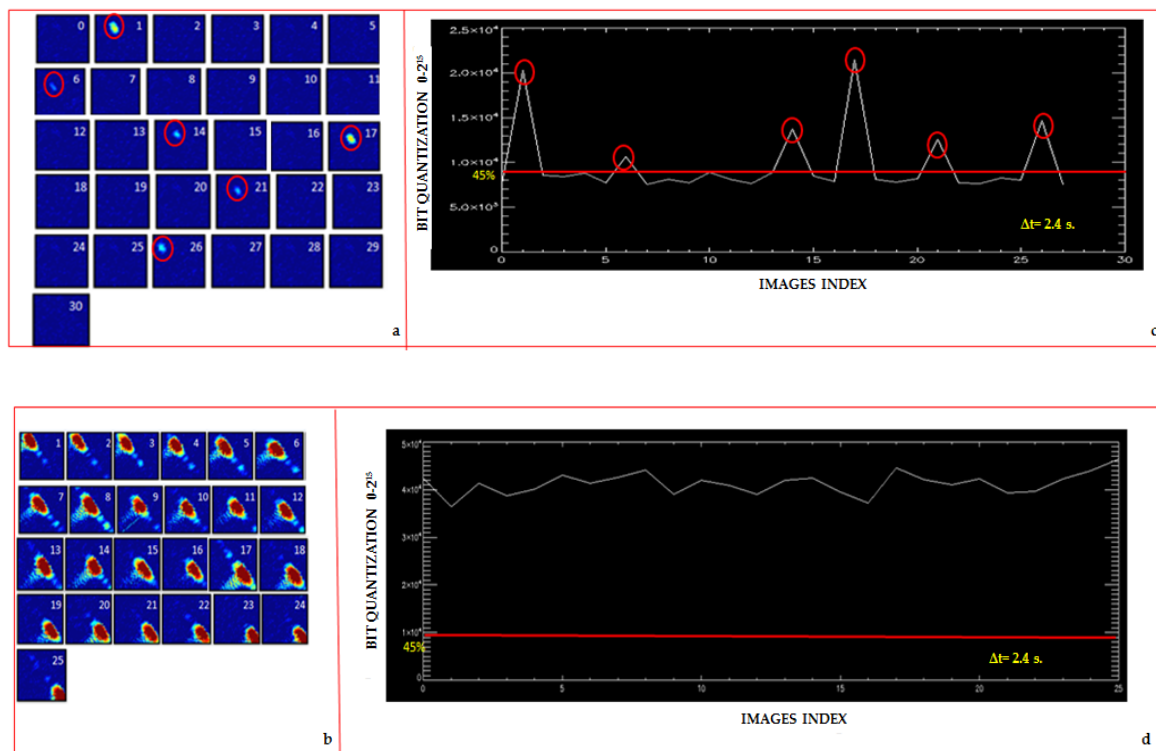 0 1 2 3 4 5
6 7 8 9 10 11
12 13 14 15 16 17
18 19 20 21 22 23
24 25 26 27 28 29
30
a
BIT QUANTIZATION 0-2¹⁵
2.5×10⁴
2.0×10⁴
1.5×10⁴
1.0×10⁴
45%
5.0×10³
0
Δt= 2.4 s.
0 5 10 15 20 25 30
IMAGES INDEX
c
1 2 3 4 5 6
7 8 9 10 11 12
13 14 15 16 17 18
19 20 21 22 23 24
25
b
BIT QUANTIZATION 0-2¹⁵
5×10⁴
4×10⁴
3×10⁴
2×10⁴
1×10⁴
45%
0
Δt= 2.4 s.
0 5 10 15 20 25
IMAGES INDEX
d